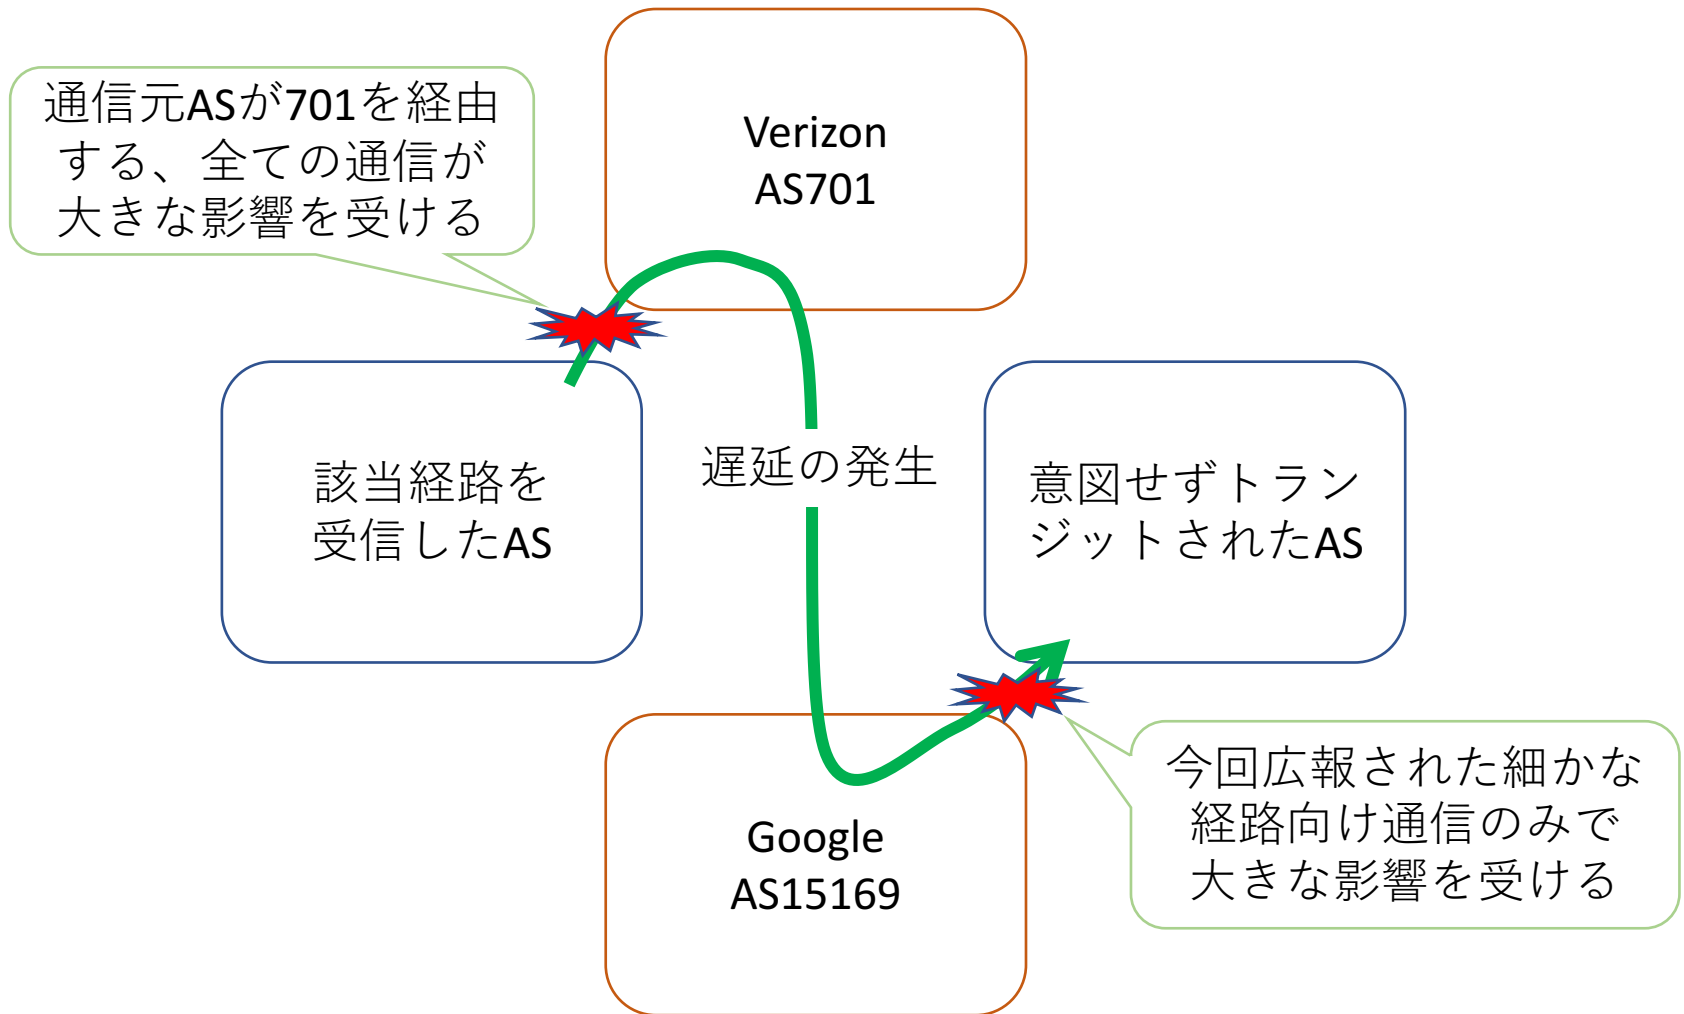 Verizon
AS701
通信元ASが701を経由
する、全ての通信が
大きな影響を受ける
該当経路を
受信したAS
遅延の発生
意図せずトラン
ジットされたAS
Google
AS15169
今回広報された細かな
経路向け通信のみで
大きな影響を受ける